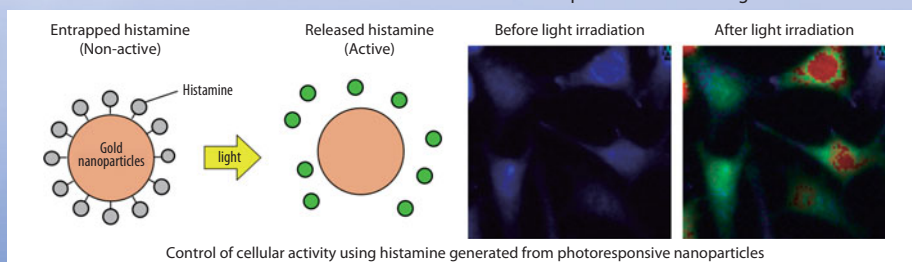 Entrapped histamine
(Non-active)
Histamine
Gold
nanoparticles
light
Released histamine
(Active)
Before light irradiation
After light irradiation
Control of cellular activity using histamine generated from photoresponsive nanoparticles